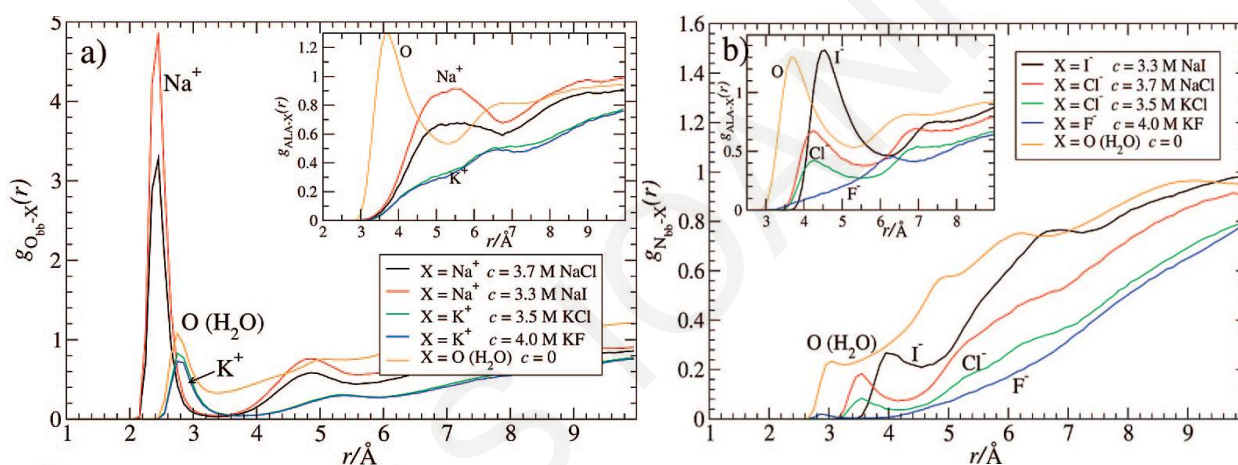 a)
5
4
3
2
1
0
g_{O_{bb}-X}(r)
1 2 3 4 5 6 7 8 9
r/Å
Na⁺
O (H₂O)
K⁺
1.2
1
0.8
0.6
0.4
0.2
0
g_{ALA-X}(r)
2 3 4 5 6 7 8 9
r/Å
O
Na⁺
K⁺
X = Na⁺ c = 3.7 M NaCl
X = Na⁺ c = 3.3 M NaI
X = K⁺ c = 3.5 M KCl
X = K⁺ c = 4.0 M KF
X = O (H₂O) c = 0
b)
1.6
1.4
1.2
1
0.8
0.6
0.4
0.2
0
g_{N_{bb}-X}(r)
1 2 3 4 5 6 7 8 9
r/Å
O (H₂O)
I⁻
Cl⁻
F⁻
1
0.5
0
g_{ALA-X}(r)
2 3 4 5 6 7 8
r/Å
O
I⁻
Cl⁻
F⁻
X = I⁻ c = 3.3 M NaI
X = Cl⁻ c = 3.7 M NaCl
X = Cl⁻ c = 3.5 M KCl
X = F⁻ c = 4.0 M KF
X = O (H₂O) c = 0